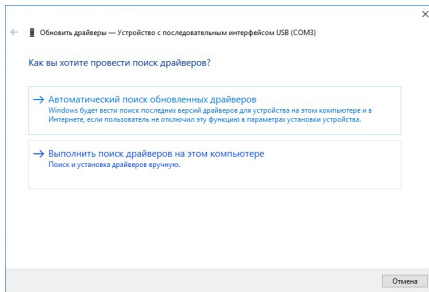 Обновить драйверы — Устройство с последовательным интерфейсом USB (COM3)
Как вы хотите провести поиск драйверов?
Автоматический поиск обновленных драйверов
Windows будет вести поиск последних версий драйверов для устройства на этом компьютере и в
Интернете, если пользователь не отключил эту функцию в параметрах установки устройства.
Выполнить поиск драйверов на этом компьютере
Поиск и установка драйверов вручную.
Отмена